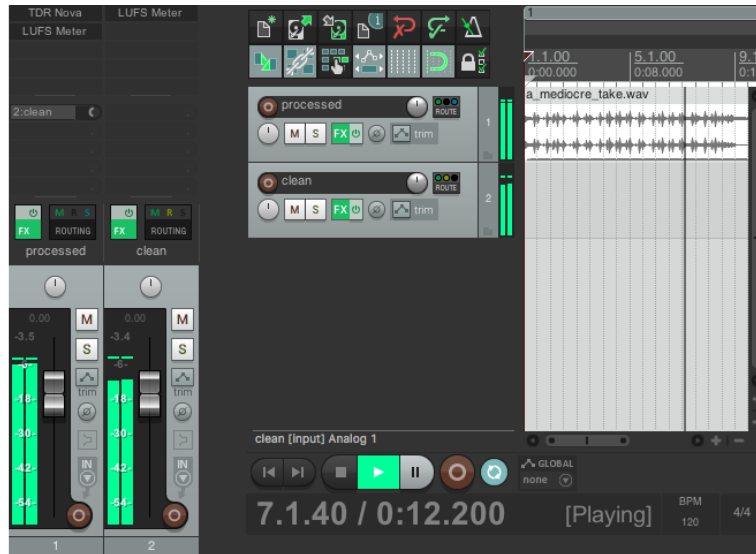 TDR Nova
LUFS Meter
LUFS Meter
2:clean
FX
M R S
ROUTING
FX
M R S
ROUTING
processed
clean
0.00
M
0.00
M
-3.5
-3.4
S
S
-6-
-6-
trim
trim
-18-
-18-
-30-
-30-
IN
IN
-42-
-42-
-54-
-54-
1
2
processed
ROUTE
1
M S FX trim
clean
ROUTE
2
M S FX trim
1
1.1.00
5.1.00
9.1
0:00.000
0:08.000
a_mediocre_take.wav
clean [input] Analog 1
GLOBAL
none
7.1.40 / 0:12.200
[Playing]
BPM
120
4/4